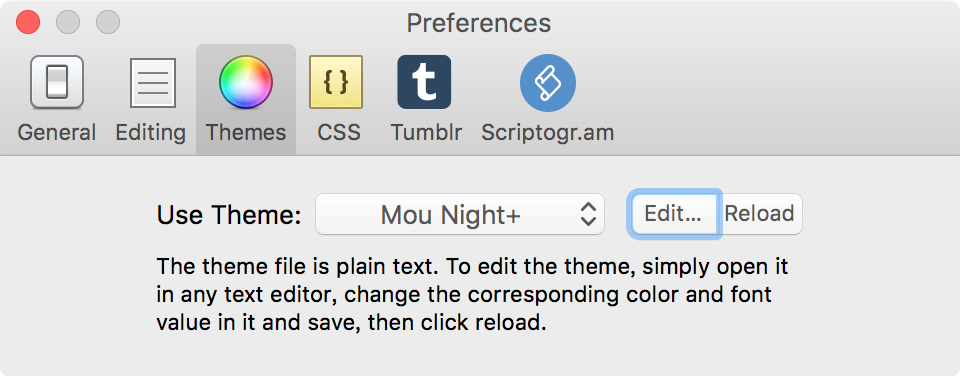 Preferences
{ }
t
General Editing Themes CSS Tumblr Scriptogr.am
Use Theme: Mou Night+ Edit... Reload
The theme file is plain text. To edit the theme, simply open it
in any text editor, change the corresponding color and font
value in it and save, then click reload.